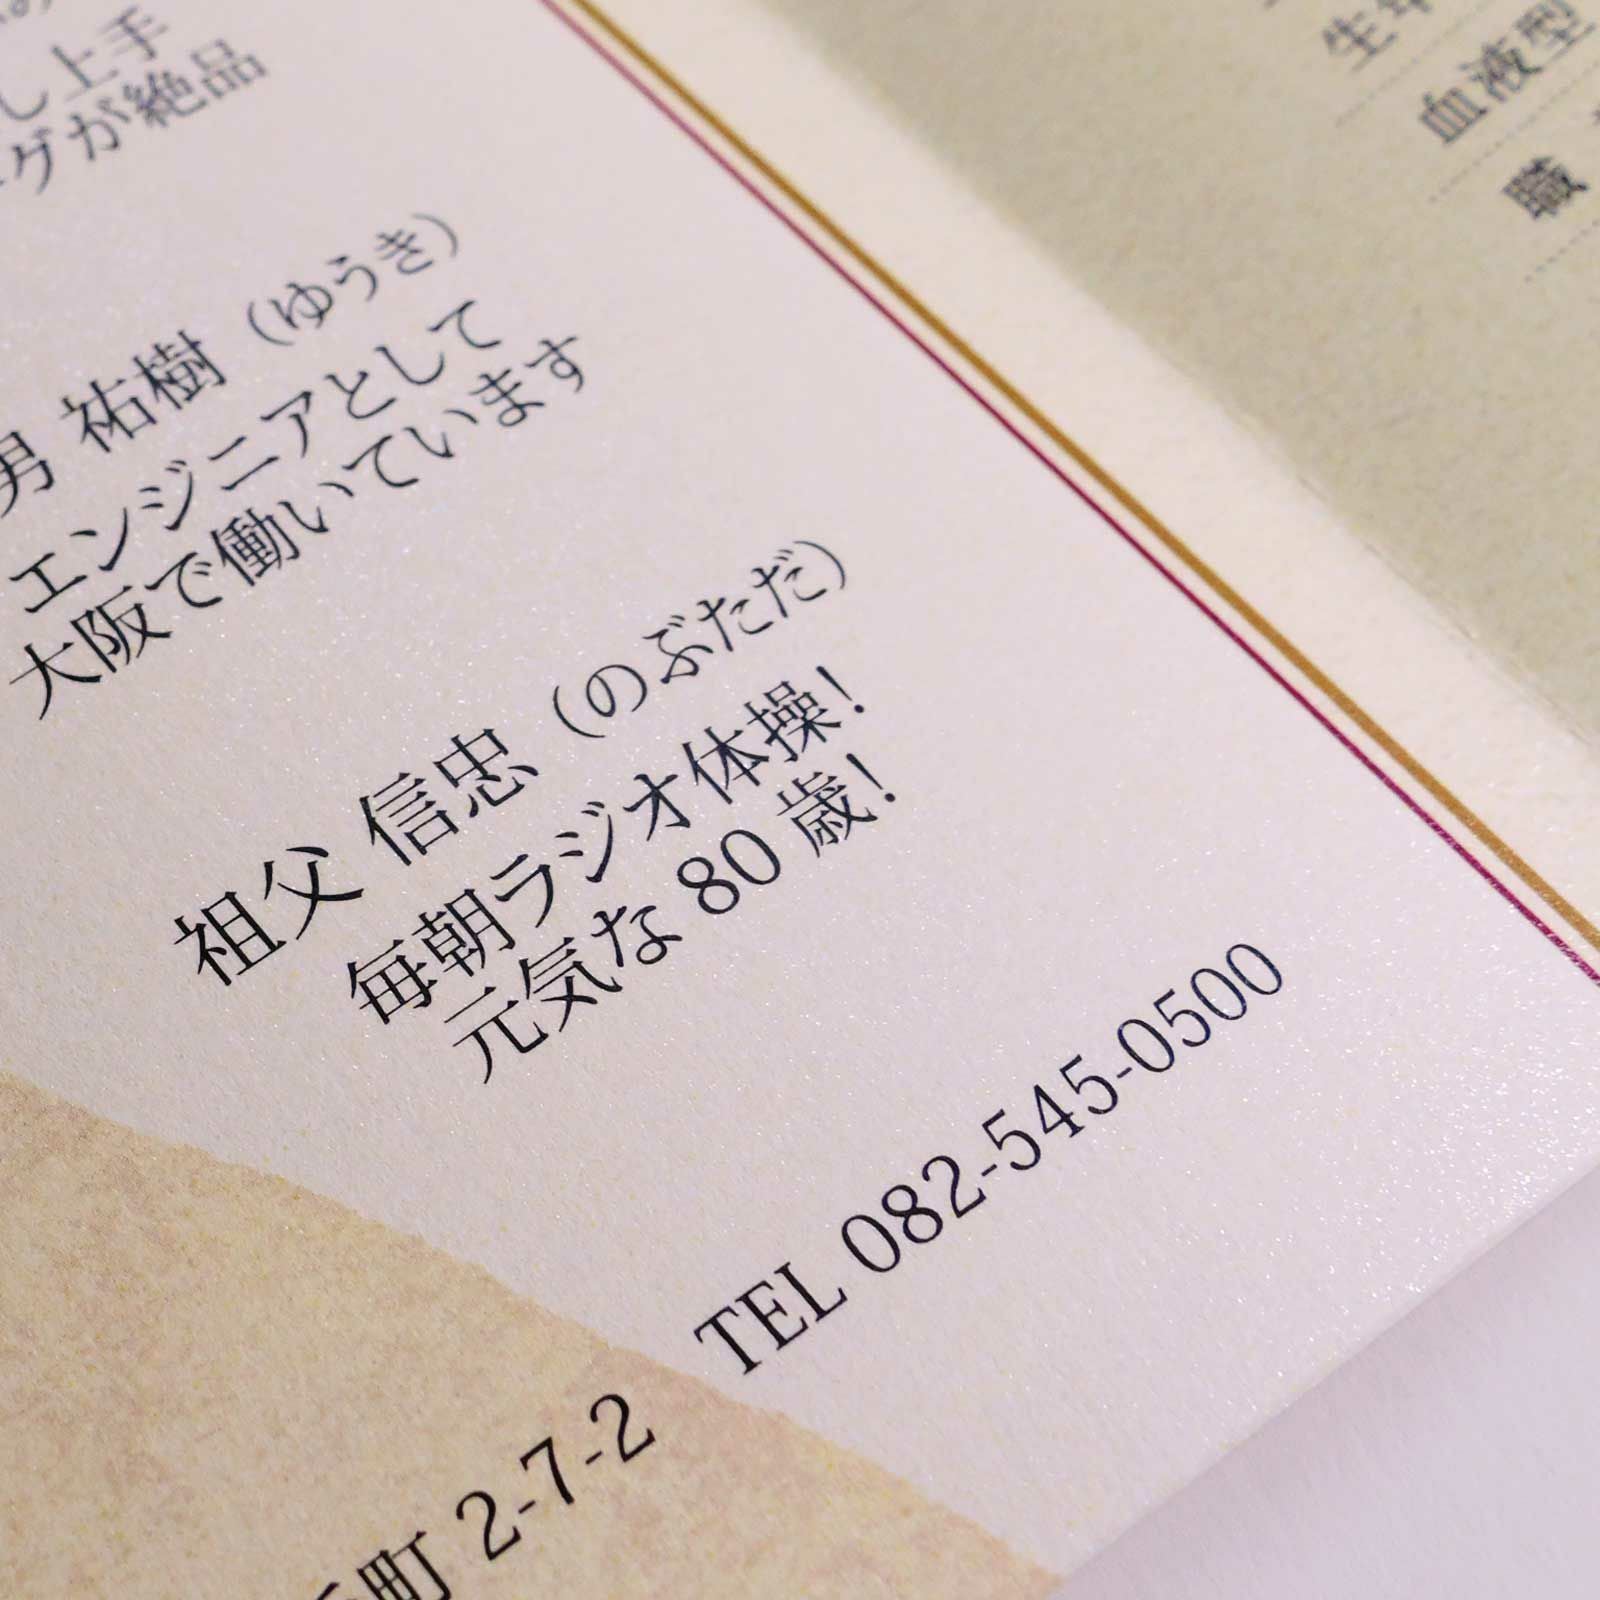 し上手
グが絶品
男 祐樹（ゆうき）
エンジニアとして
大阪で働いています
祖父 信忠（のぶただ）
毎朝ラジオ体操！
元気な 80 歳！
町 2-7-2
TEL 082-545-0500
生年
血液型
職